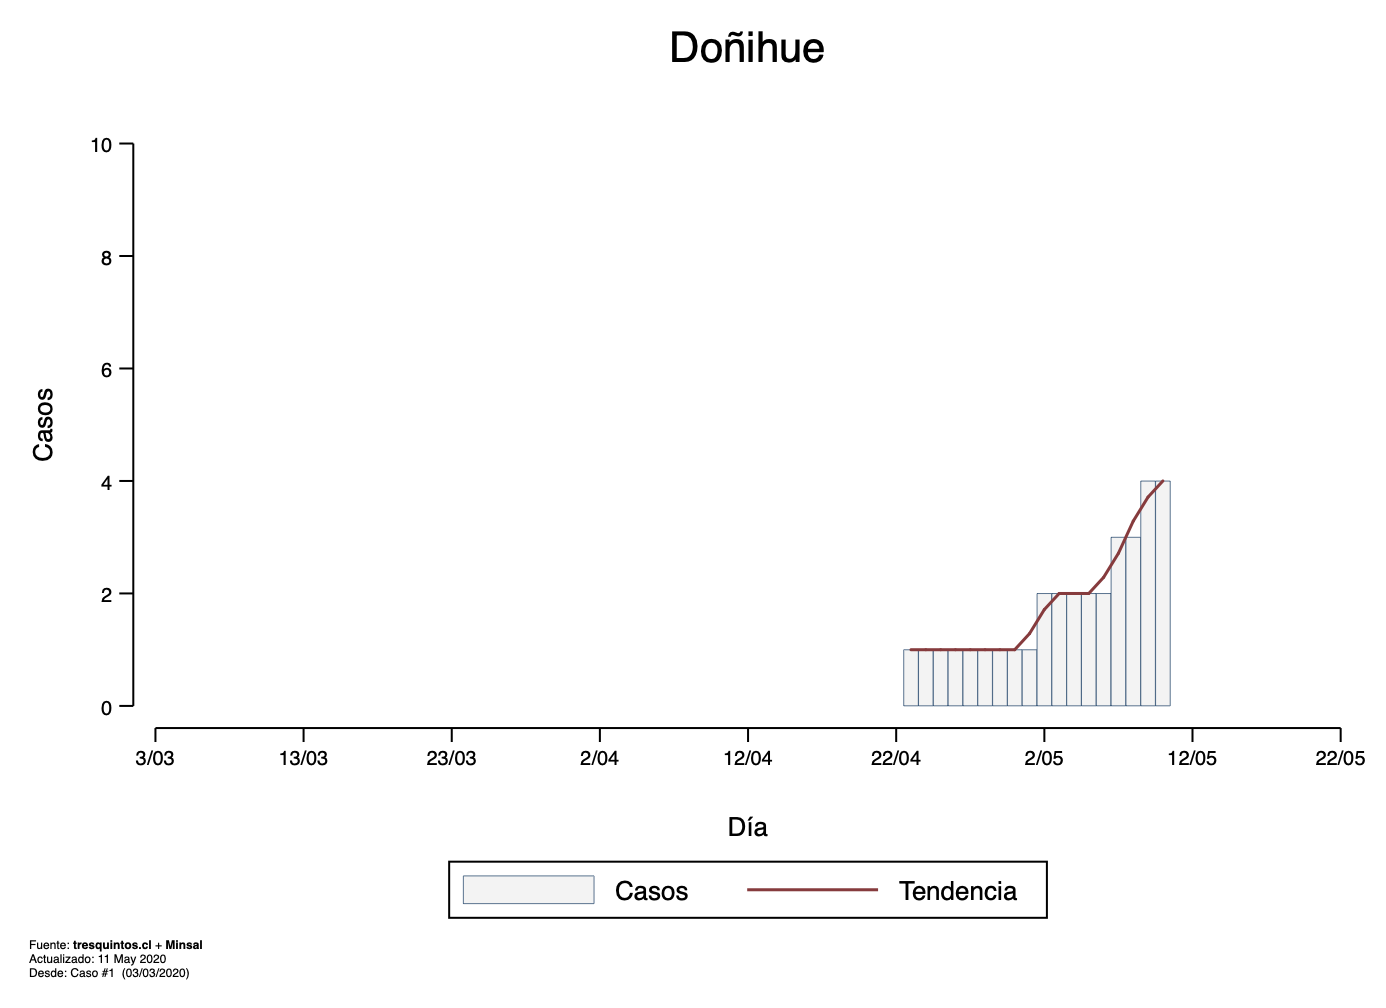 Doñihue
10
8
6
4
2
0
Casos
3/03 13/03 23/03 2/04 12/04 22/04 2/05 12/05 22/05
Día
Casos Tendencia
Fuente: tresquintos.cl + Minsal
Actualizado: 11 May 2020
Desde: Caso #1 (03/03/2020)